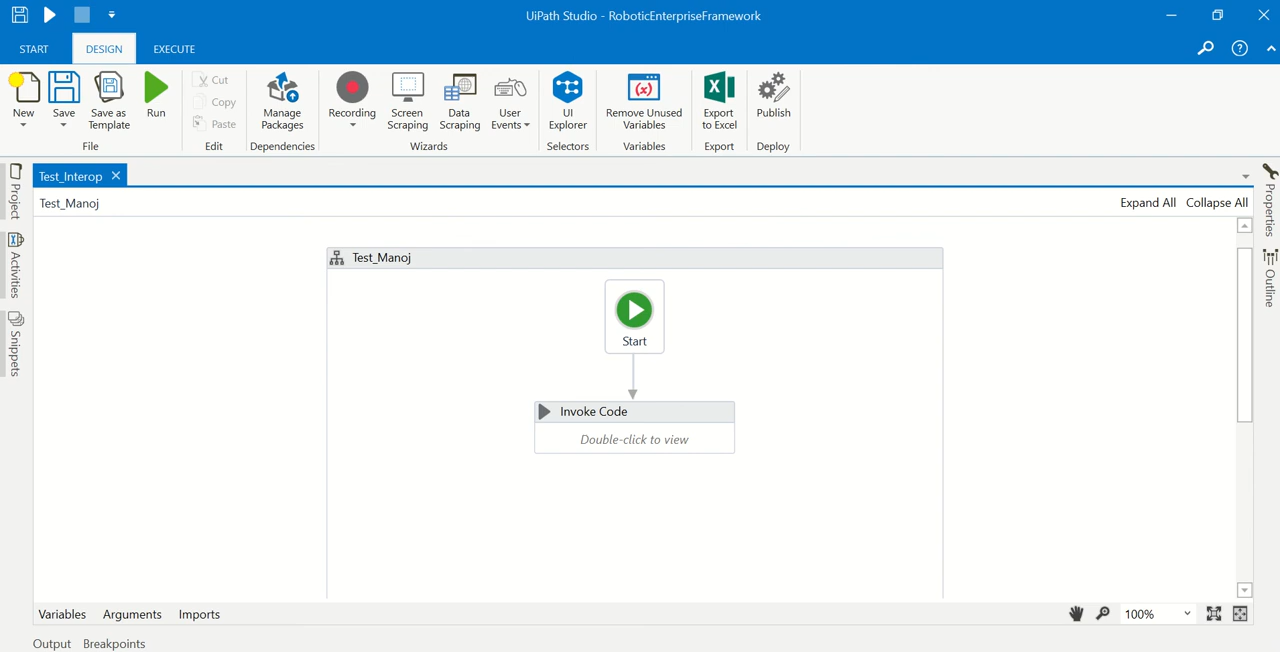 UiPath Studio - RoboticEnterpriseFramework
START DESIGN EXECUTE
New Save Save as Template Run
Cut
Copy
Paste
Manage Packages
Recording Screen Scraping Data Scraping User Events
UI Explorer
Remove Unused Variables
Export to Excel
Publish
File Edit Dependencies Wizards Selectors Variables Export Deploy
Test_Interop
Test_Manoj
Expand All Collapse All
Project
Activities
Snippets
Properties
Outline
Test_Manoj
Start
Invoke Code
Double-click to view
Variables Arguments Imports
100%
Output Breakpoints